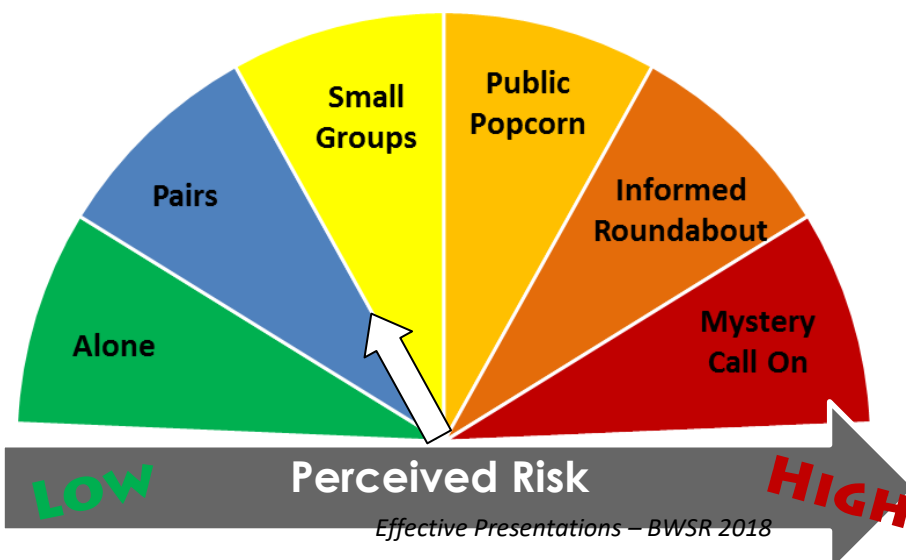 Small
Groups
Public
Popcorn
Pairs
Informed
Roundabout
Alone
Mystery
Call On
LOW
Perceived Risk
HIGH
Effective Presentations – BWSR 2018